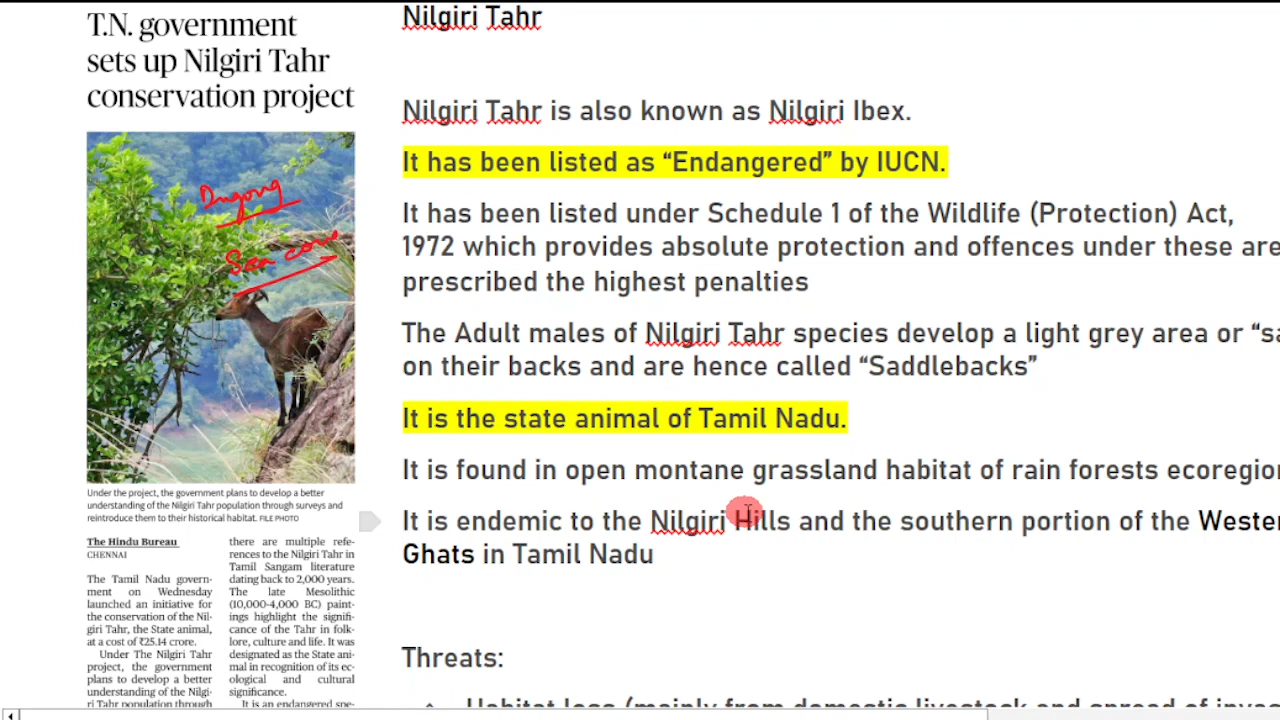 T.N. government
sets up Nilgiri Tahr
conservation project
Dugong
Sea cow
Under the project, the government plans to develop a better
understanding of the Nilgiri Tahr population through surveys and
reintroduce them to their historical habitat. FILE PHOTO
The Hindu Bureau
CHENNAI
The Tamil Nadu govern-
ment on Wednesday
launched an initiative for
the conservation of the Nil-
giri Tahr, the State animal,
at a cost of ₹25.14 crore.
Under The Nilgiri Tahr
project, the government
plans to develop a better
understanding of the Nilgi-
ri Tahr population through
there are multiple refe-
rences to the Nilgiri Tahr in
Tamil Sangam literature
dating back to 2,000 years.
The late Mesolithic
(10,000-4,000 BC) paint-
ings highlight the signifi-
cance of the Tahr in folk-
lore, culture and life. It was
designated as the State ani-
mal in recognition of its ec-
ological and cultural
significance.
It is an endangered spe-
Nilgiri Tahr
Nilgiri Tahr is also known as Nilgiri Ibex.
It has been listed as “Endangered” by IUCN.
It has been listed under Schedule 1 of the Wildlife (Protection) Act,
1972 which provides absolute protection and offences under these are
prescribed the highest penalties
The Adult males of Nilgiri Tahr species develop a light grey area or “sa
on their backs and are hence called “Saddlebacks”
It is the state animal of Tamil Nadu.
It is found in open montane grassland habitat of rain forests ecoregion
It is endemic to the Nilgiri Hills and the southern portion of the Wester
Ghats in Tamil Nadu
Threats:
Habitat loss (mainly from domestic livestock and spread of invas